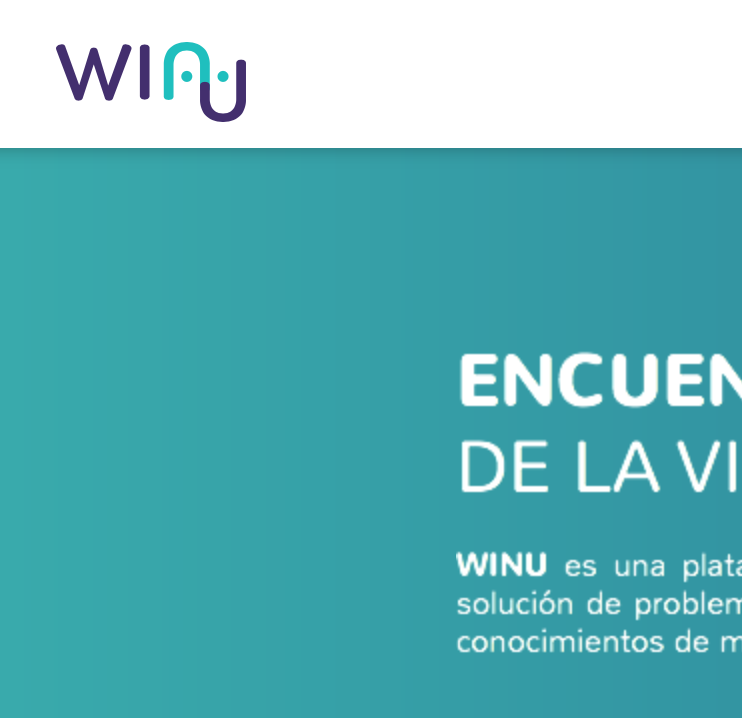 WINU
ENCUEN
DE LA VI
WINU es una plata
solución de problem
conocimientos de m